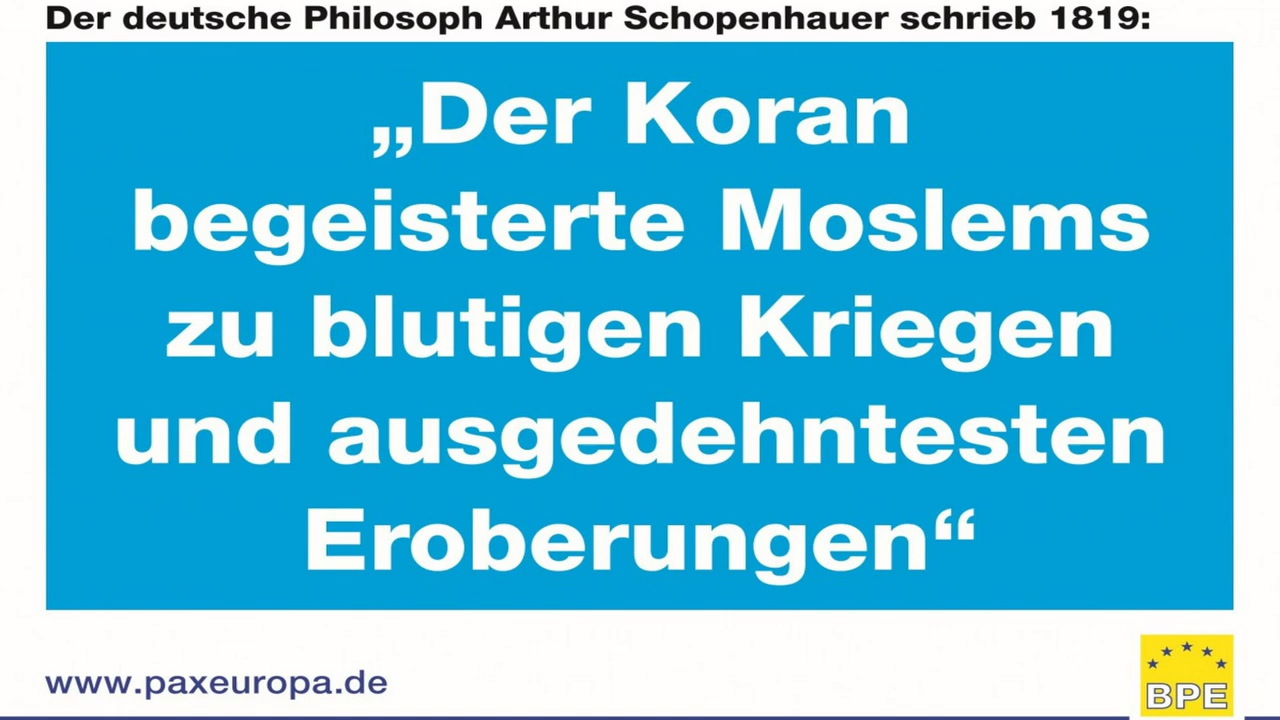 Der deutsche Philosoph Arthur Schopenhauer schrieb 1819:
„Der Koran
begeisterte Moslems
zu blutigen Kriegen
und ausgedehntesten
Eroberungen“
www.paxeuropa.de
BPE